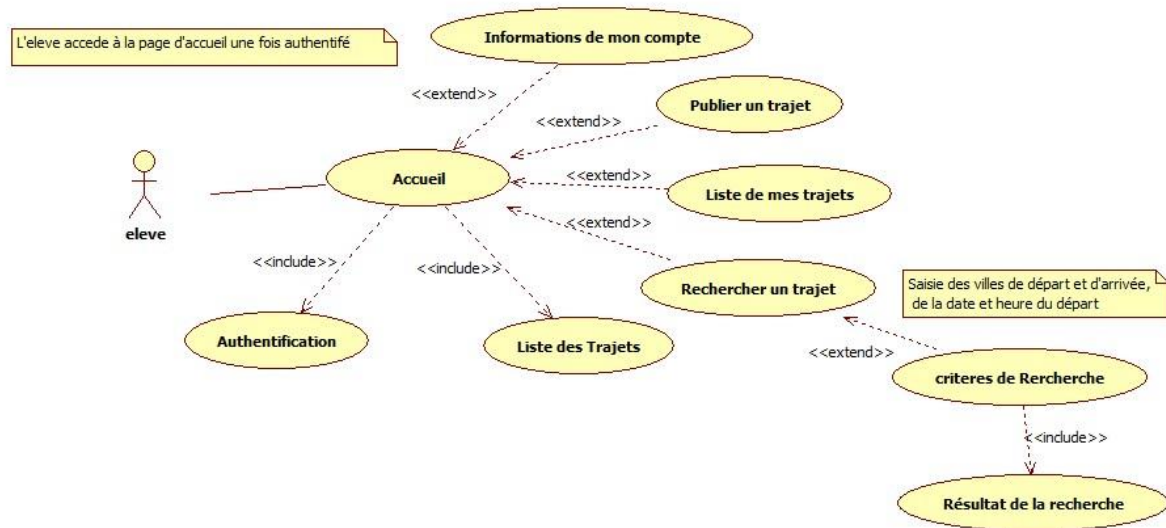 L'eleve accede à la page d'accueil une fois authentifé
Informations de mon compte
<<extend>>
Publier un trajet
<<extend>>
Accueil
<<extend>>
Liste de mes trajets
<<extend>>
eleve
<<include>>
<<include>>
Rechercher un trajet
Saisie des villes de départ et d'arrivée,
de la date et heure du départ
Authentification
Liste des Trajets
<<extend>>
criteres de Rercherche
<<include>>
Résultat de la recherche